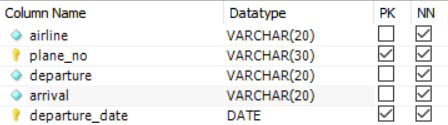 Column Name Datatype PK NN
airline VARCHAR(20)
plane_no VARCHAR(30)
departure VARCHAR(20)
arrival VARCHAR(20)
departure_date DATE